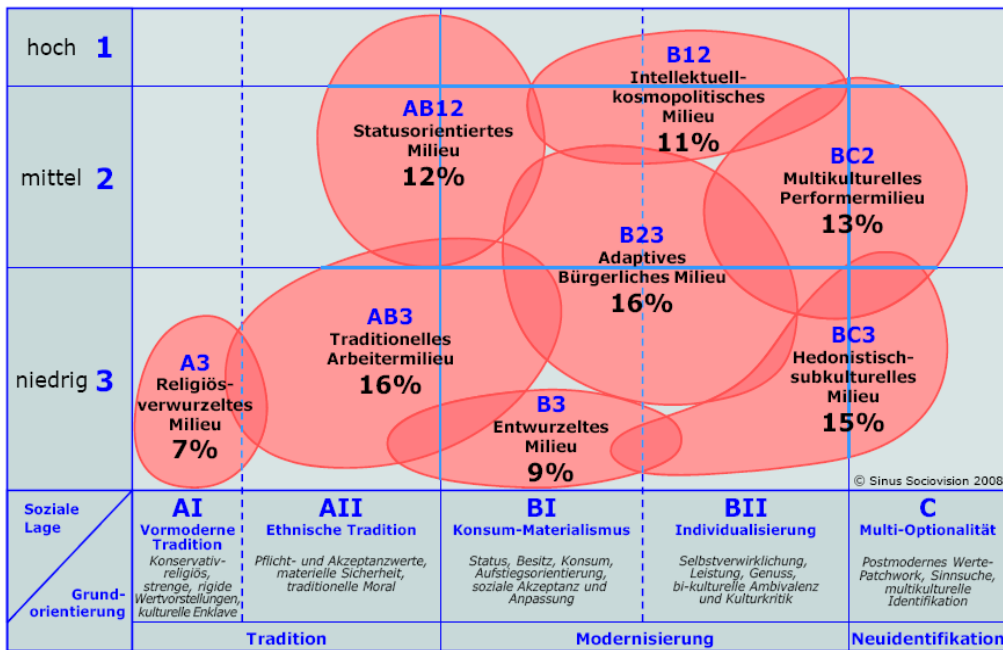 hoch 1
mittel 2
niedrig 3
B12
Intellektuell-
kosmopolitisches
Milieu
11%
AB12
Statusorientiertes
Milieu
12%
BC2
Multikulturelles
Performermilieu
13%
B23
Adaptives
Bürgerliches Milieu
16%
AB3
Traditionelles
Arbeitermilieu
16%
A3
Religiös-
verwurzeltes
Milieu
7%
BC3
Hedonistisch-
subkulturelles
Milieu
15%
B3
Entwurzeltes
Milieu
9%
© Sinus Sociovision 2008
Soziale
Lage
Grund-
orientierung
AI
Vormoderne
Tradition
Konservativ-
religiös,
strenge, rigide
Wertvorstellungen,
kulturelle Enklave
AII
Ethnische Tradition
Pflicht- und Akzeptanzwerte,
materielle Sicherheit,
traditionelle Moral
BI
Konsum-Materialismus
Status, Besitz, Konsum,
Aufstiegsorientierung,
soziale Akzeptanz und
Anpassung
BII
Individualisierung
Selbstverwirklichung,
Leistung, Genuss,
bi-kulturelle Ambivalenz
und Kulturkritik
C
Multi-Optionalität
Postmodernes Werte-
Patchwork, Sinnsuche,
multikulturelle
Identifikation
Tradition
Modernisierung
Neuidentifikation